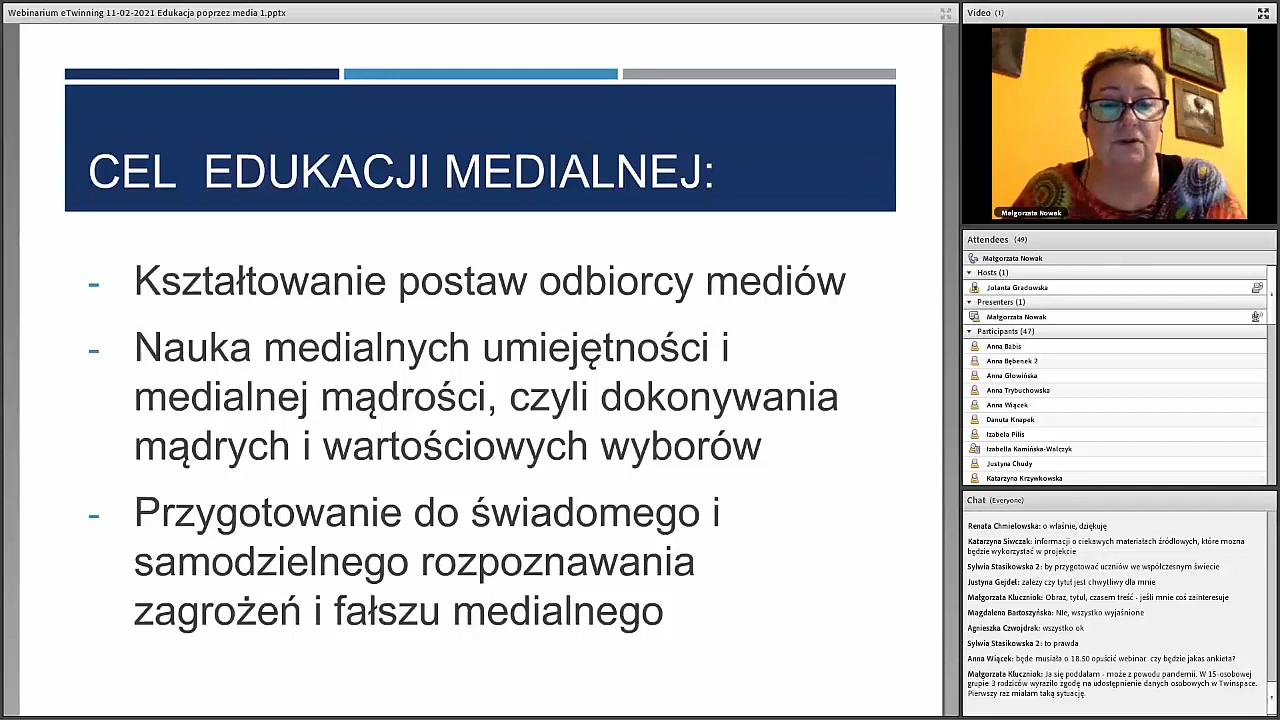 Webinarium eTwinning 11-02-2021 Edukacja poprzez media 1.pptx
CEL EDUKACJI MEDIALNEJ:
- Kształtowanie postaw odbiorcy mediów
- Nauka medialnych umiejętności i
medialnej mądrości, czyli dokonywania
mądrych i wartościowych wyborów
- Przygotowanie do świadomego i
samodzielnego rozpoznawania
zagrożeń i fałszu medialnego
Video (1)
Małgorzata Nowak
Attendees (49)
Małgorzata Nowak
Hosts (1)
Jolanta Gradowska
Presenters (1)
Małgorzata Nowak
Participants (47)
Anna Babis
Anna Bębenek 2
Anna Głowińska
Anna Trybuchowska
Anna Wiącek
Danuta Knapek
Izabela Pilis
Izabella Kamińska-Walczyk
Justyna Chudy
Katarzyna Krzywkowska
Chat (Everyone)
Renata Chmielowska: o właśnie, dziękuję
Katarzyna Siwczak: informacji o ciekawych materiałach źródłowych, które mozna
będzie wykorzystać w projekcie
Sylwia Stasikowska 2: by przygotować uczniów we współczesnym świecie
Justyna Gejdel: zależy czy tytuł jest chwytliwy dla mnie
Małgorzata Kluczniok: Obraz, tytuł, czasem treść - jeśli mnie coś zainteresuje
Magdalena Bartoszyńska: Nie, wszystko wyjaśnione
Agnieszka Czwojdrak: wszystko ok
Sylwia Stasikowska 2: to prawda
Anna Wiącek: będe musiała o 18.50 opuścić webinar. czy będzie jakas ankieta?
Małgorzata Kluczniok: Ja się poddałam - może z powodu pandemii. W 15-osobowej
grupie 3 rodziców wyraziło zgodę na udostępnienie danych osobowych w Twinspace.
Pierwszy raz miałam taką sytuację.